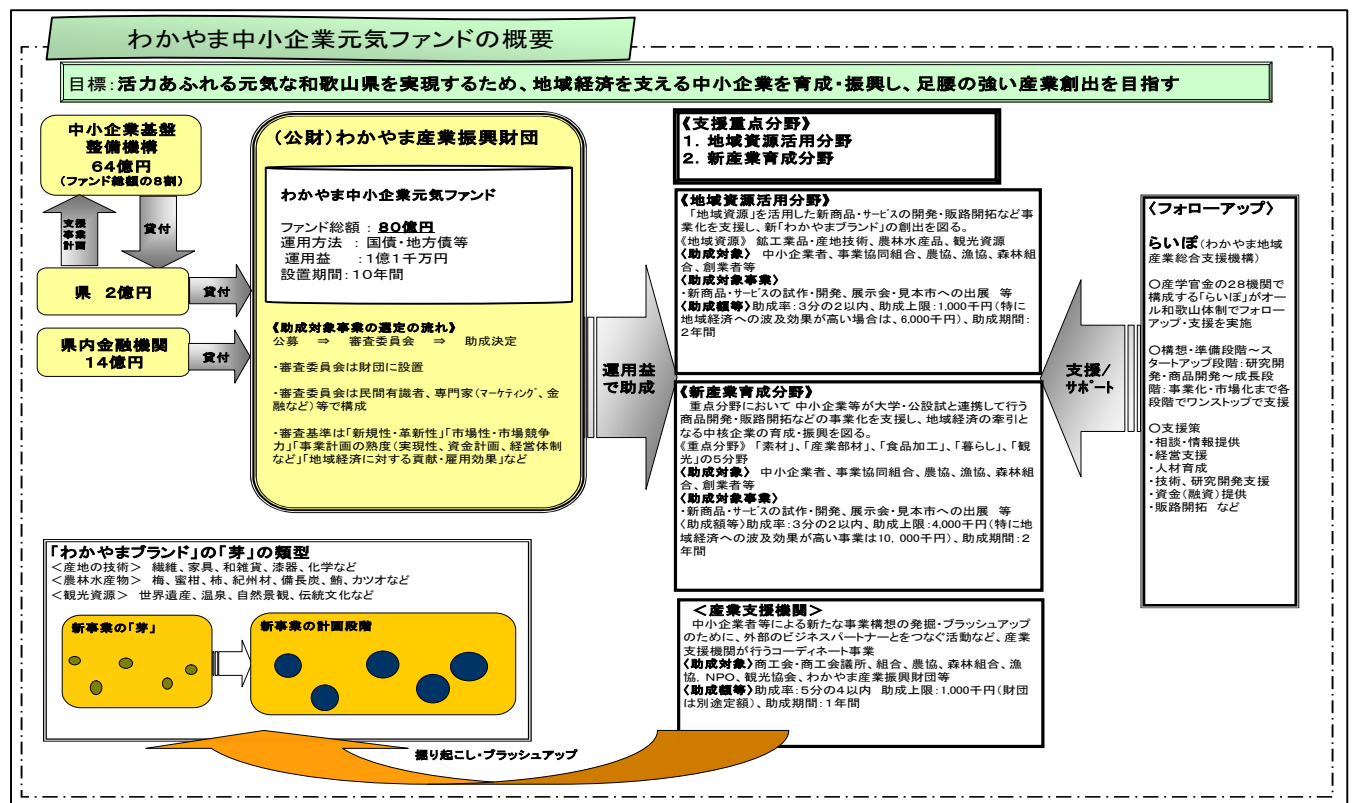 わかやま中小企業元気ファンドの概要
目標:活力あふれる元気な和歌山県を実現するため、地域経済を支える中小企業を育成・振興し、足腰の強い産業創出を目指す
中小企業基盤
整備機構
64億円
(ファンド総額の8割)
支援
事業
計画
貸付
県 2億円
貸付
県内金融機関
14億円
貸付
(公財)わかやま産業振興財団
わかやま中小企業元気ファンド
ファンド総額 : 80億円
運用方法 : 国債・地方債等
運用益 : 1億1千万円
設置期間:10年間
《助成対象事業の選定の流れ》
公募 ⇒ 審査委員会 ⇒ 助成決定
・審査委員会は財団に設置
・審査委員会は民間有識者、専門家(マーケティング、金
融など)等で構成
・審査基準は「新規性・革新性」「市場性・市場競争
力」「事業計画の熟度(実現性、資金計画、経営体制
など」「地域経済に対する貢献・雇用効果」など
運用益
で助成
《支援重点分野》
1.地域資源活用分野
2.新産業育成分野
《地域資源活用分野》
「地域資源」を活用した新商品・サービスの開発・販路開拓など事
業化を支援し、新「わかやまブランド」の創出を図る。
《地域資源》 鉱工業品・産地技術、農林水産品、観光資源
〈助成対象〉 中小企業者、事業協同組合、農協、漁協、森林組
合、創業者等
〈助成対象事業〉
・新商品・サービスの試作・開発、展示会・見本市への出展 等
〈助成額等〉助成率:3分の2以内、助成上限:1,000千円(特に
地域経済への波及効果が高い場合は、6,000千円)、助成期間:
2年間
《新産業育成分野》
重点分野において 中小企業等が大学・公設試と連携して行う
商品開発・販路開拓などの事業化を支援し、地域経済の牽引と
なる中核企業の育成・振興を図る。
《重点分野》 「素材」、「産業部材」、「食品加工」、「暮らし」、「観
光」の5分野
〈助成対象〉 中小企業者、事業協同組合、農協、漁協、森林組
合、創業者等
〈助成対象事業〉
・新商品・サービスの試作・開発、展示会・見本市への出展 等
〈助成額等〉助成率:3分の2以内、助成上限:4,000千円(特に地
域経済への波及効果が高い事業は10,000千円)、助成期間:2
年間
<産業支援機関>
中小企業者等による新たな事業構想の発掘・ブラッシュアップ
のために、外部のビジネスパートナーとをつなぐ活動など、産業
支援機関が行うコーディネート事業
〈助成対象〉商工会・商工会議所、組合、農協、森林組合、漁
協、NPO、観光協会、わかやま産業振興財団等
〈助成額等〉助成率:5分の4以内 助成上限:1,000千円(財団
は別途定額)、助成期間:1年間
支援/
サポート
〈フォローアップ〉
らいぽ(わかやま地域
産業総合支援機構)
○産学官金の28機関で
構成する「らいぽ」がオー
ル和歌山体制でフォロー
アップ・支援を実施
○構想・準備段階~ス
タートアップ段階:研究開
発・商品開発~成長段
階:事業化・市場化まで各
段階でワンストップで支援
○支援策
・相談・情報提供
・経営支援
・人材育成
・技術、研究開発支援
・資金(融資)提供
・販路開拓 など
「わかやまブランド」の「芽」の類型
<産地の技術> 繊維、家具、和雑貨、漆器、化学など
<農林水産物> 梅、蜜柑、柿、紀州材、備長炭、鮪、カツオなど
<観光資源> 世界遺産、温泉、自然景観、伝統文化など
新事業の「芽」
新事業の計画段階
掘り起こし・ブラッシュアップ